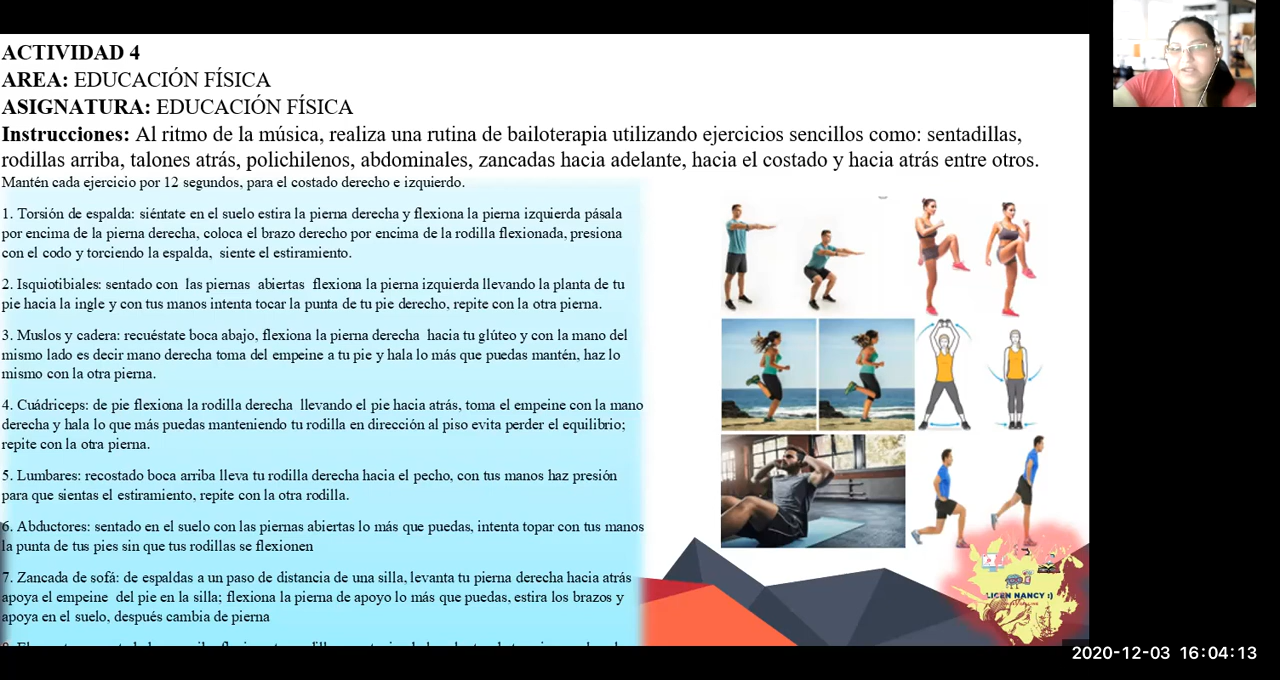 ACTIVIDAD 4
AREA: EDUCACIÓN FÍSICA
ASIGNATURA: EDUCACIÓN FÍSICA
Instrucciones: Al ritmo de la música, realiza una rutina de bailoterapia utilizando ejercicios sencillos como: sentadillas,
rodillas arriba, talones atrás, polichilenos, abdominales, zancadas hacia adelante, hacia el costado y hacia atrás entre otros.
Mantén cada ejercicio por 12 segundos, para el costado derecho e izquierdo.
1. Torsión de espalda: siéntate en el suelo estira la pierna derecha y flexiona la pierna izquierda pásala
por encima de la pierna derecha, coloca el brazo derecho por encima de la rodilla flexionada, presiona
con el codo y torciendo la espalda, siente el estiramiento.
2. Isquiotibiales: sentado con las piernas abiertas flexiona la pierna izquierda llevando la planta de tu
pie hacia la ingle y con tus manos intenta tocar la punta de tu pie derecho, repite con la otra pierna.
3. Muslos y cadera: recuéstate boca abajo, flexiona la pierna derecha hacia tu glúteo y con la mano del
mismo lado es decir mano derecha toma del empeine a tu pie y hala lo más que puedas mantén, haz lo
mismo con la otra pierna.
4. Cuádriceps: de pie flexiona la rodilla derecha llevando el pie hacia atrás, toma el empeine con la mano
derecha y hala lo que más puedas manteniendo tu rodilla en dirección al piso evita perder el equilibrio;
repite con la otra pierna.
5. Lumbares: recostado boca arriba lleva tu rodilla derecha hacia el pecho, con tus manos haz presión
para que sientas el estiramiento, repite con la otra rodilla.
6. Abductores: sentado en el suelo con las piernas abiertas lo más que puedas, intenta topar con tus manos
la punta de tus pies sin que tus rodillas se flexionen
7. Zancada de sofá: de espaldas a un paso de distancia de una silla, levanta tu pierna derecha hacia atrás
apoya el empeine del pie en la silla; flexiona la pierna de apoyo lo más que puedas, estira los brazos y
apoya en el suelo, después cambia de pierna
LICEN NANCY :)
2020-12-03 16:04:13